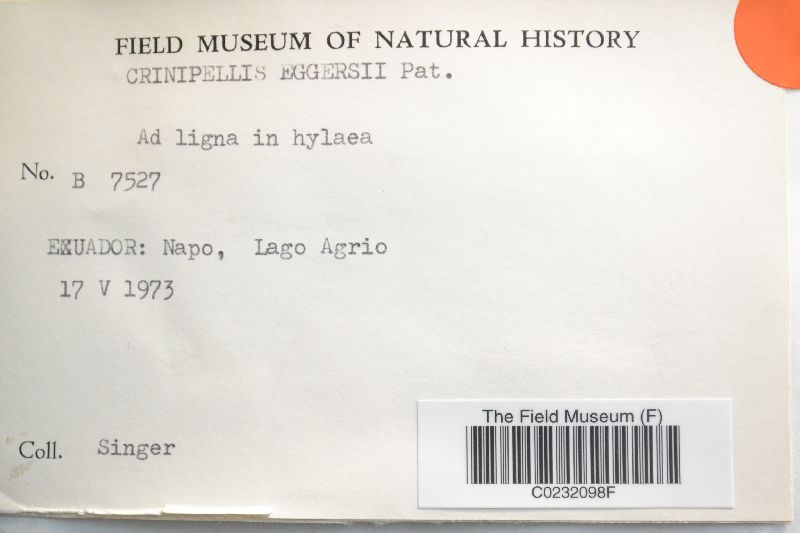 FIELD MUSEUM OF NATURAL HISTORY
CRINIPELLIS EGGERSII Pat.
Ad ligna in hylaea
No. B 7527
EXUADOR: Napo, Lago Agrio
17 V 1973
Coll. Singer
The Field Museum (F)
C0232098F